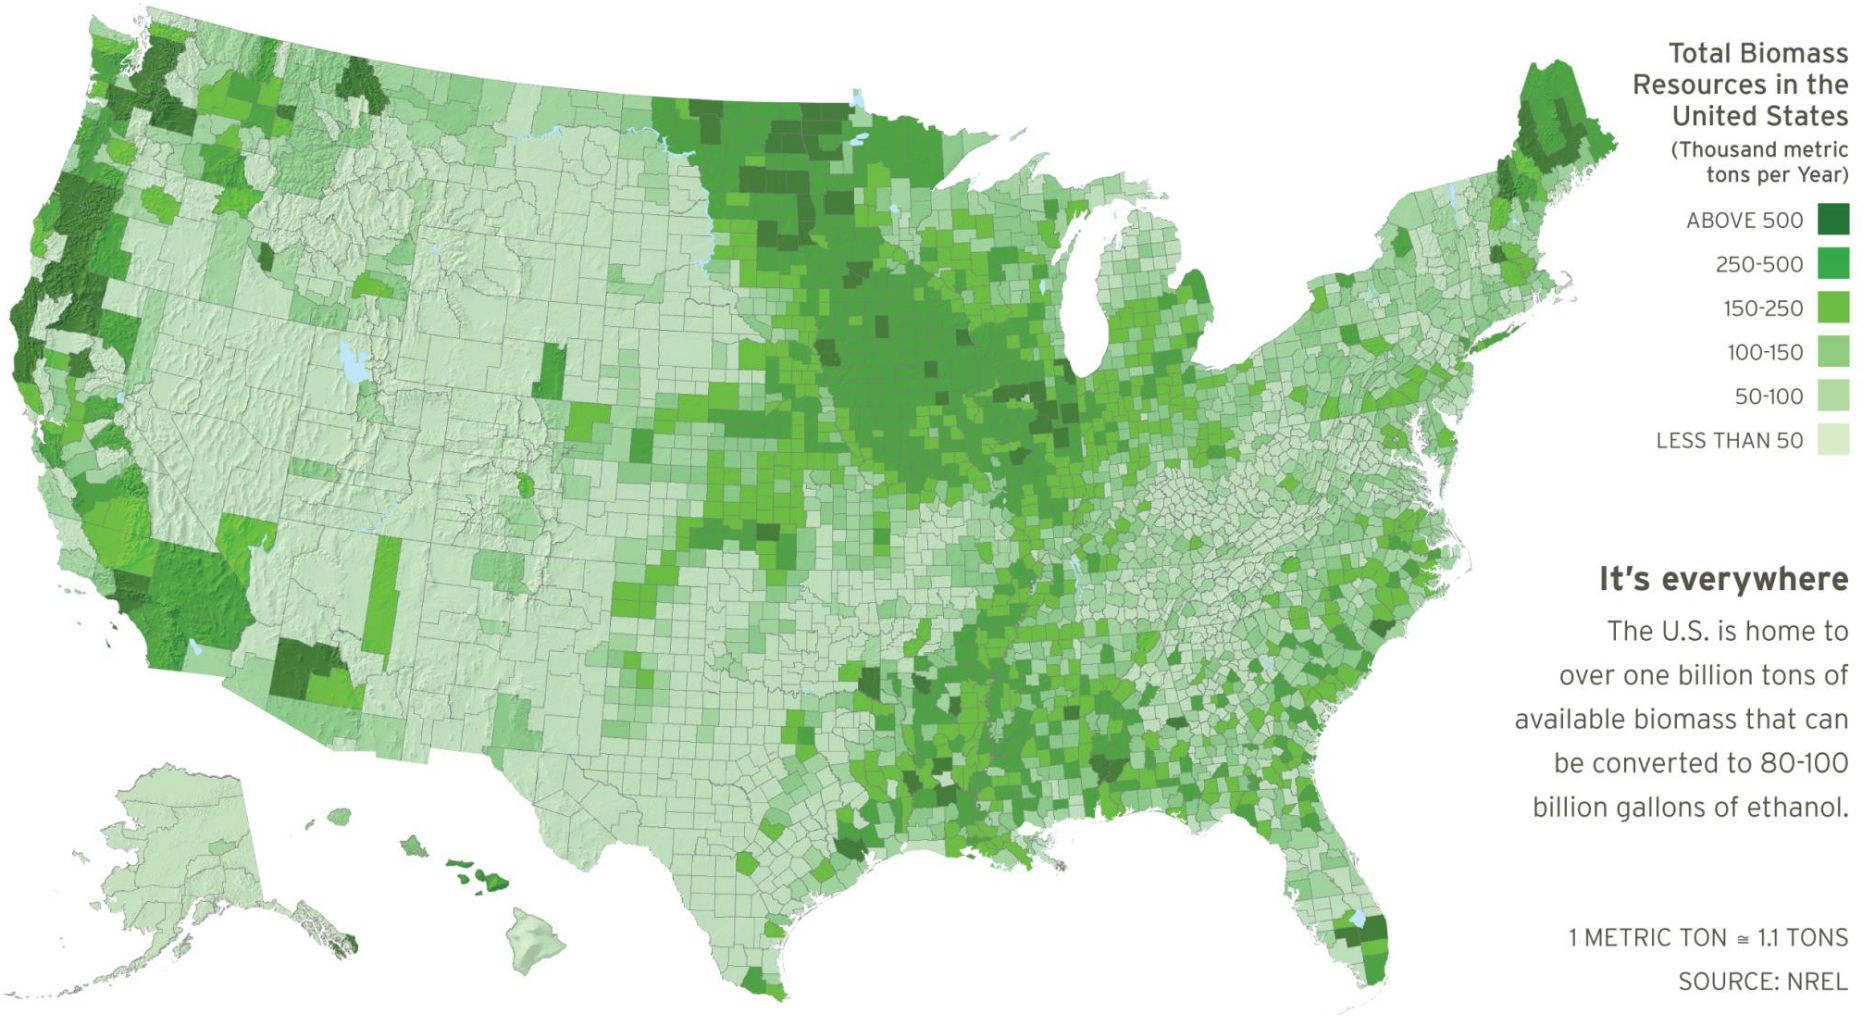 Total Biomass
Resources in the
United States
(Thousand metric
tons per Year)
ABOVE 500
250-500
150-250
100-150
50-100
LESS THAN 50
It's everywhere
The U.S. is home to
over one billion tons of
available biomass that can
be converted to 80-100
billion gallons of ethanol.
1 METRIC TON ≅ 1.1 TONS
SOURCE: NREL